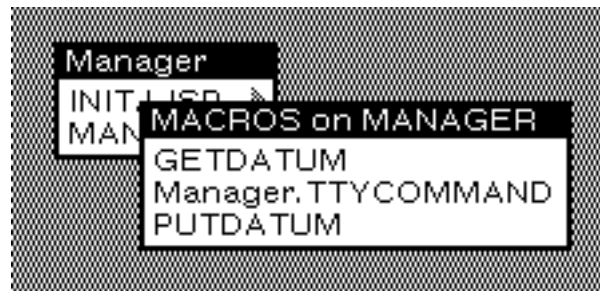 Manager
INIT.LISP
MAN
MACROS on MANAGER
GETDATUM
Manager.TTYCOMMAND
PUTDATUM